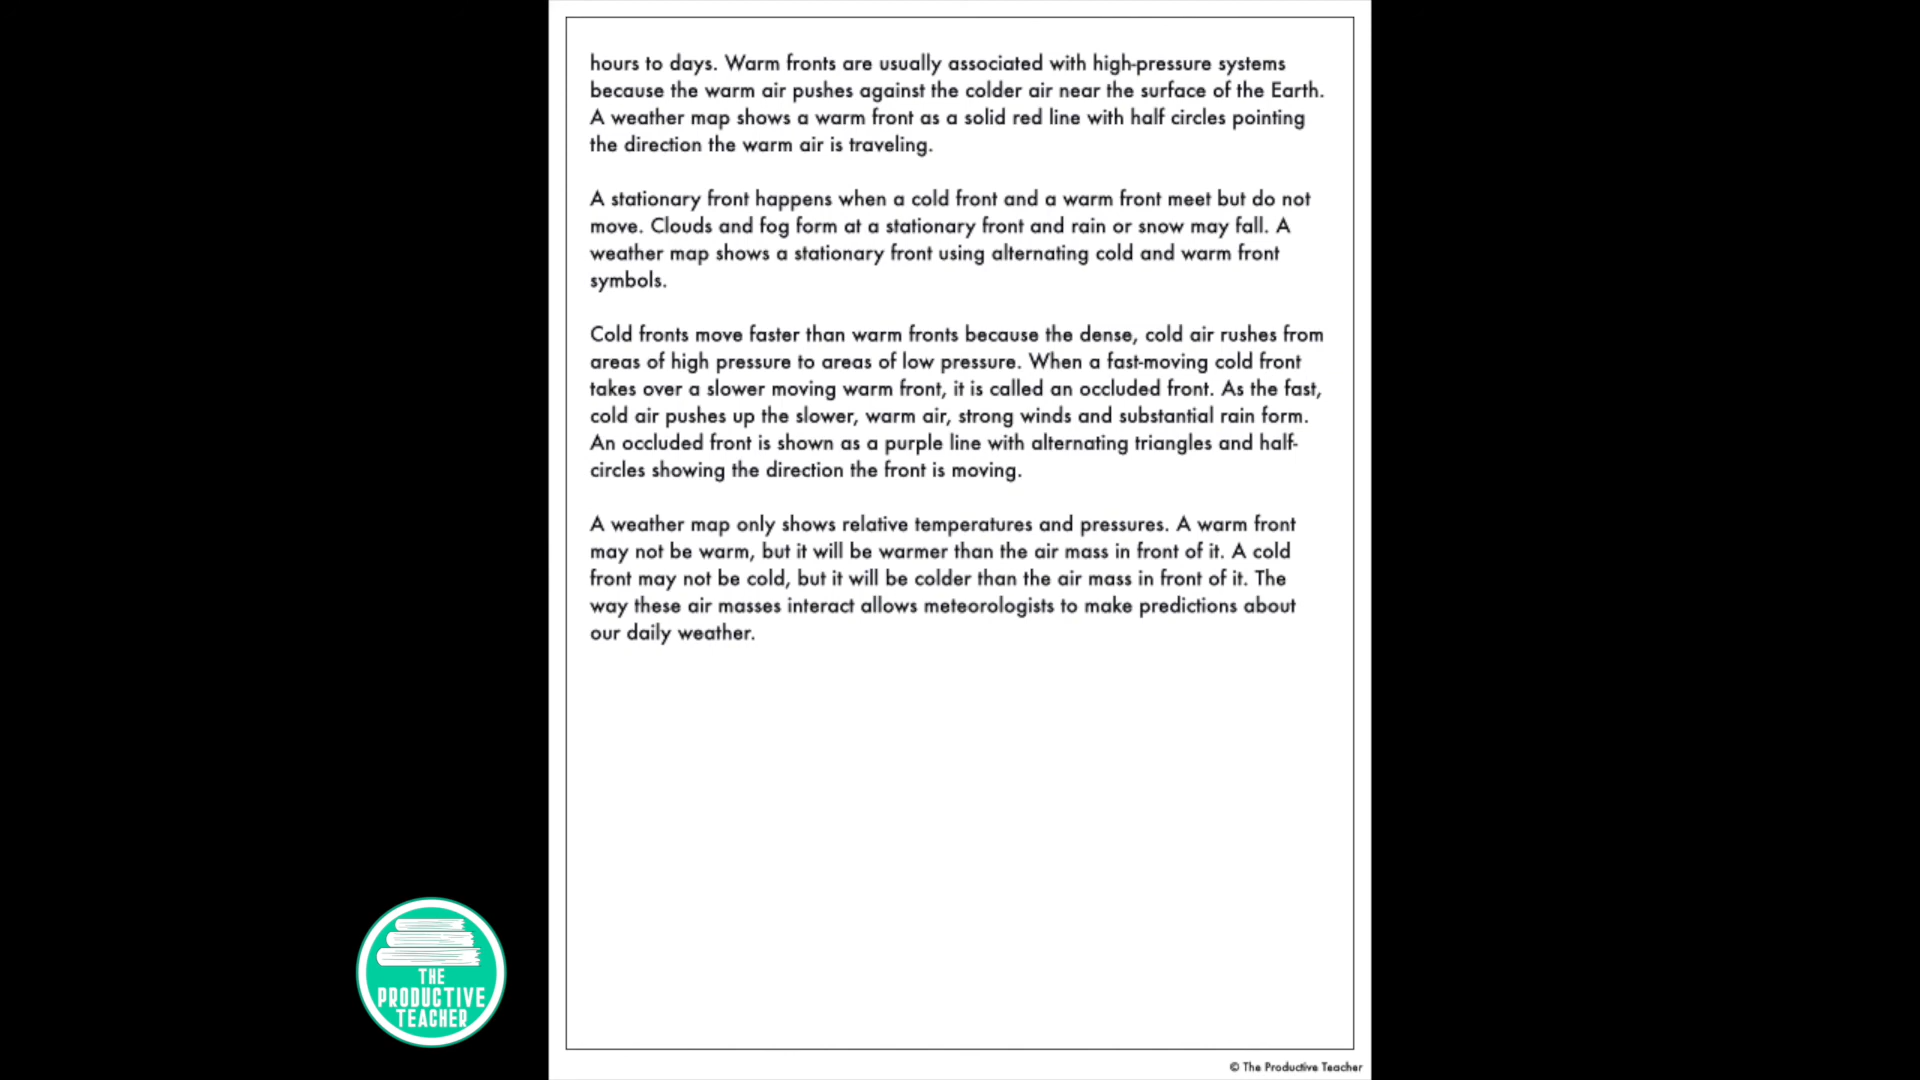 hours to days. Warm fronts are usually associated with high-pressure systems
because the warm air pushes against the colder air near the surface of the Earth.
A weather map shows a warm front as a solid red line with half circles pointing
the direction the warm air is traveling.
A stationary front happens when a cold front and a warm front meet but do not
move. Clouds and fog form at a stationary front and rain or snow may fall. A
weather map shows a stationary front using alternating cold and warm front
symbols.
Cold fronts move faster than warm fronts because the dense, cold air rushes from
areas of high pressure to areas of low pressure. When a fast-moving cold front
takes over a slower moving warm front, it is called an occluded front. As the fast,
cold air pushes up the slower, warm air, strong winds and substantial rain form.
An occluded front is shown as a purple line with alternating triangles and half-
circles showing the direction the front is moving.
A weather map only shows relative temperatures and pressures. A warm front
may not be warm, but it will be warmer than the air mass in front of it. A cold
front may not be cold, but it will be colder than the air mass in front of it. The
way these air masses interact allows meteorologists to make predictions about
our daily weather.
THE
PRODUCTIVE
TEACHER
© The Productive Teacher